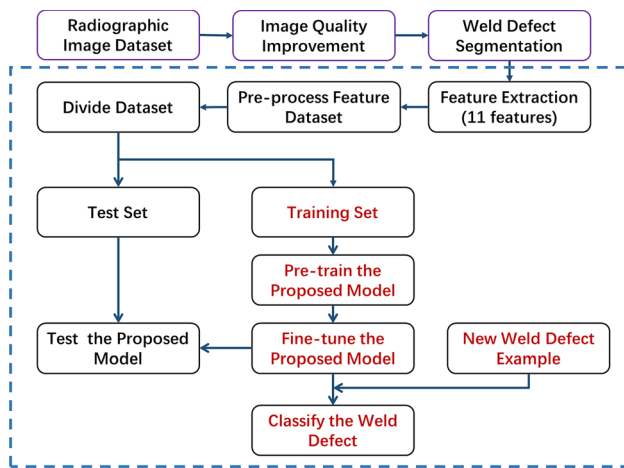 Radiographic
Image Dataset
Image Quality
Improvement
Weld Defect
Segmentation
Divide Dataset
Pre-process Feature
Dataset
Feature Extraction
(11 features)
Test Set
Training Set
Pre-train the
Proposed Model
Test the Proposed
Model
Fine-tune the
Proposed Model
New Weld Defect
Example
Classify the Weld
Defect